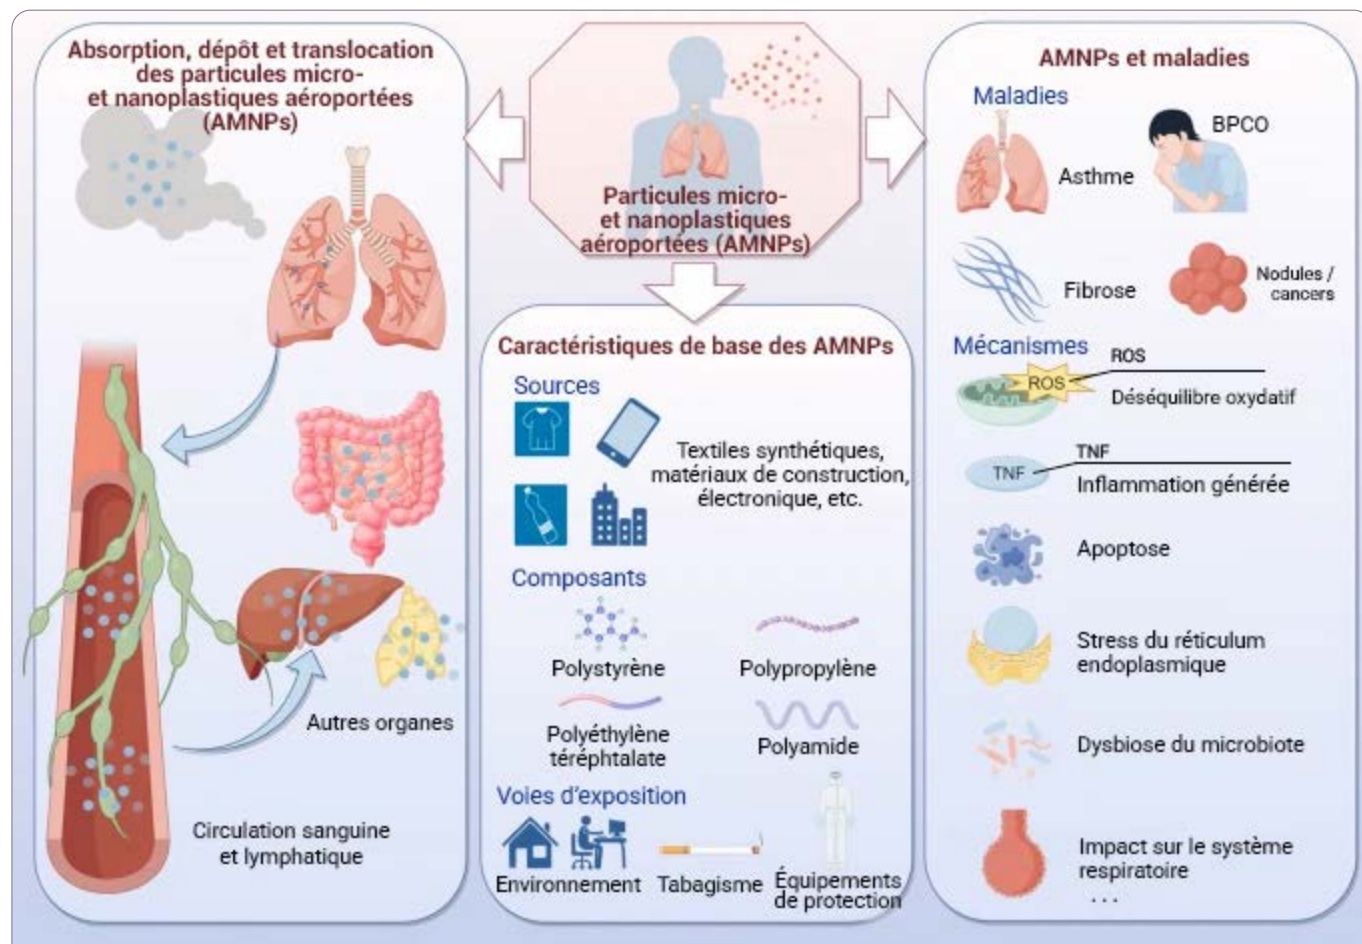 Absorption, dépôt et translocation
des particules micro-
et nanoplastiques aéroportées
(AMNPs)
Autres organes
Circulation sanguine
et lymphatique
Particules micro-
et nanoplastiques
aéroportées (AMNPs)
Caractéristiques de base des AMNPs
Sources
Textiles synthétiques,
matériaux de construction,
électronique, etc.
Composants
Polystyrène
Polypropylène
Polyéthylène
téréphtalate
Polyamide
Voies d'exposition
Environnement
Tabagisme
Équipements
de protection
AMNPs et maladies
Maladies
Asthme
BPCO
Fibrose
Nodules /
cancers
Mécanismes
ROS
ROS
Déséquilibre oxydatif
TNF
TNF
Inflammation générée
Apoptose
Stress du réticulum
endoplasmique
Dysbiose du microbiote
Impact sur le système
respiratoire
. . .